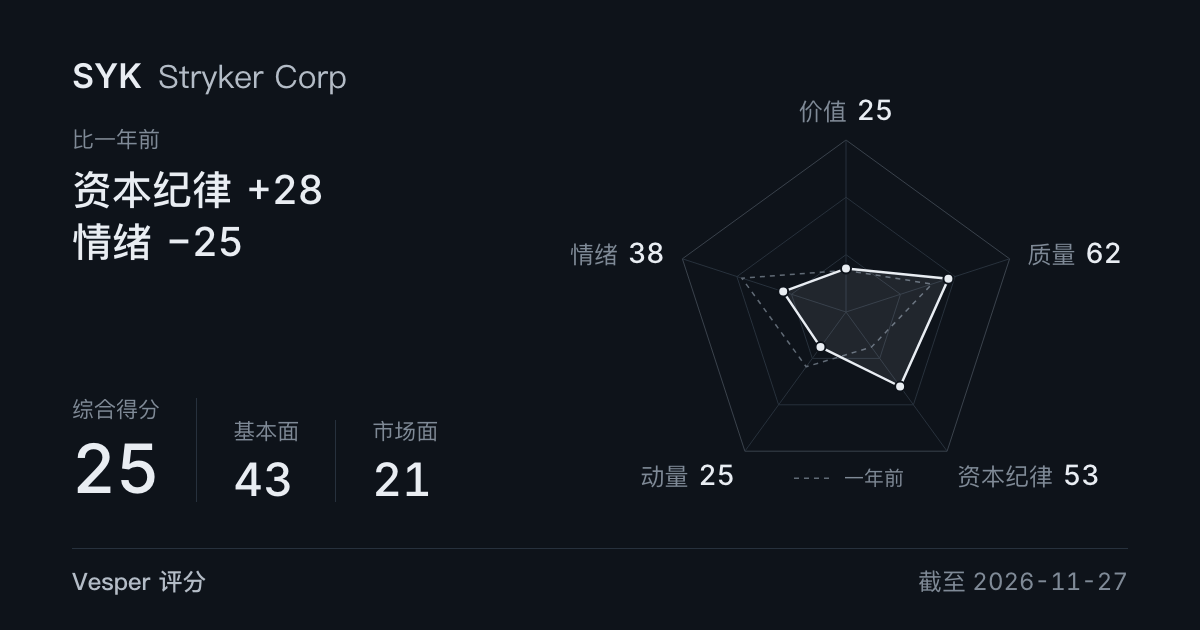 SYK Stryker Corp
比一年前
资本纪律 +28
情绪 −25
综合得分
25
基本面
43
市场面
21
价值 25
质量 62
情绪 38
动量 25
一年前
资本纪律 53
Vesper 评分
截至 2026-11-27